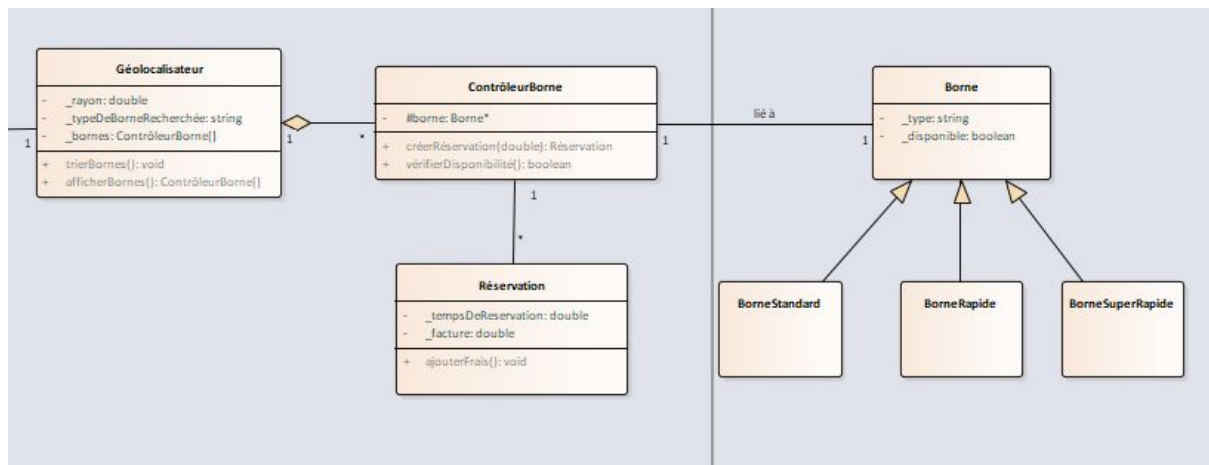 Géolocalisateur
- _rayon: double
- _typeDeBorneRecherchée: string
- _bornes: ContrôleurBorne[]
+ trierBornes(): void
+ afficherBornes(): ContrôleurBorne[]
1
1
*
ContrôleurBorne
- #borne: Borne*
+ créerRéservation(double): Réservation
+ vérifierDisponibilité(): boolean
1
lié à
1
Borne
- _type: string
- _disponible: boolean
1
*
Réservation
- _tempsDeReservation: double
- _facture: double
+ ajouterFrais(): void
BorneStandard
BorneRapide
BorneSuperRapide